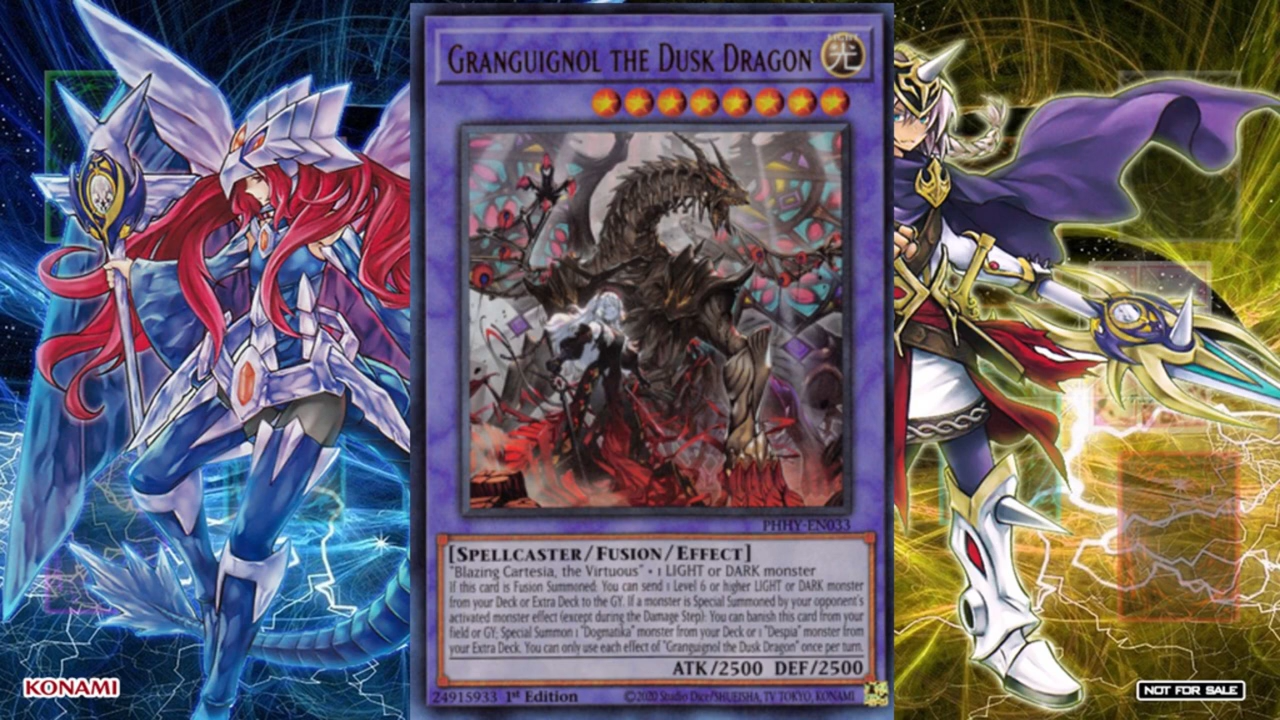 GRANGUIGNOL THE DUSK DRAGON
LIGHT
光
PHHY-EN033
[SPELLCASTER/FUSION/EFFECT]
"Blazing Cartesia, the Virtuous" + 1 LIGHT or DARK monster
If this card is Fusion Summoned: You can send 1 Level 6 or higher LIGHT or DARK monster
from your Deck or Extra Deck to the GY. If a monster is Special Summoned by your opponent's
activated monster effect (except during the Damage Step): You can banish this card from your
field or GY; Special Summon 1 "Dogmatika" monster from your Deck or 1 "Despia" monster from
your Extra Deck. You can only use each effect of "Granguignol the Dusk Dragon" once per turn.
ATK/2500 DEF/2500
24915933 1st Edition ©2020 Studio Dice/SHUEISHA, TV TOKYO, KONAMI
KONAMI
NOT FOR SALE